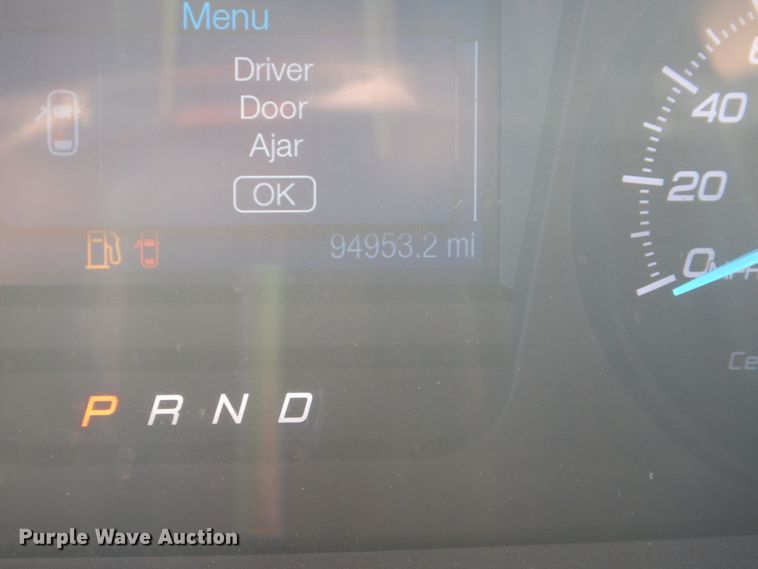 Menu
Driver
Door
Ajar
OK
94953.2 mi
40
20
0
P R N D
Purple Wave Auction